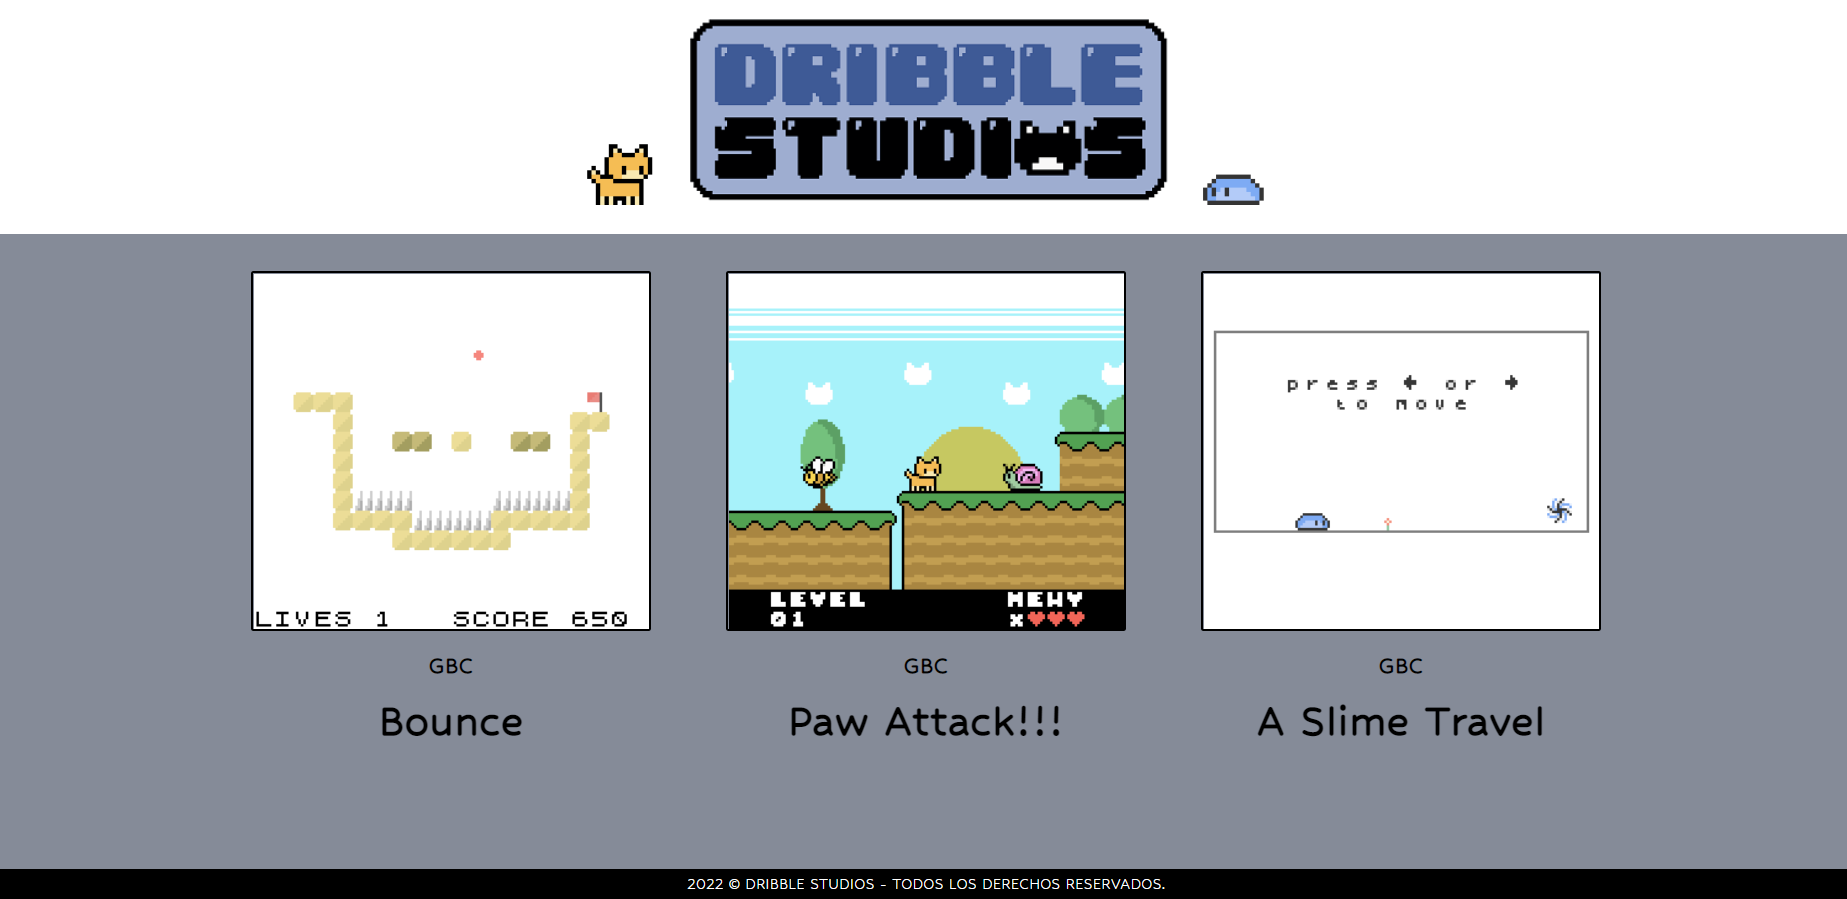 DRIBBLE
STUDIOS
LIVES 1 SCORE 650
LEVEL MEWY
01 x
press or
to move
GBC
Bounce
GBC
Paw Attack!!!
GBC
A Slime Travel
2022 © DRIBBLE STUDIOS - TODOS LOS DERECHOS RESERVADOS.